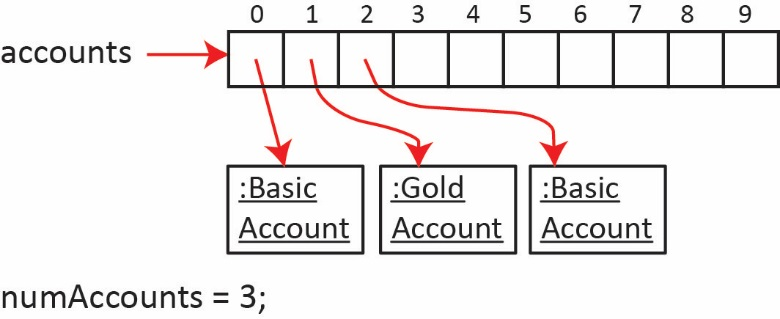 0 1 2 3 4 5 6 7 8 9
accounts
:Basic :Gold :Basic
Account Account Account
numAccounts = 3;